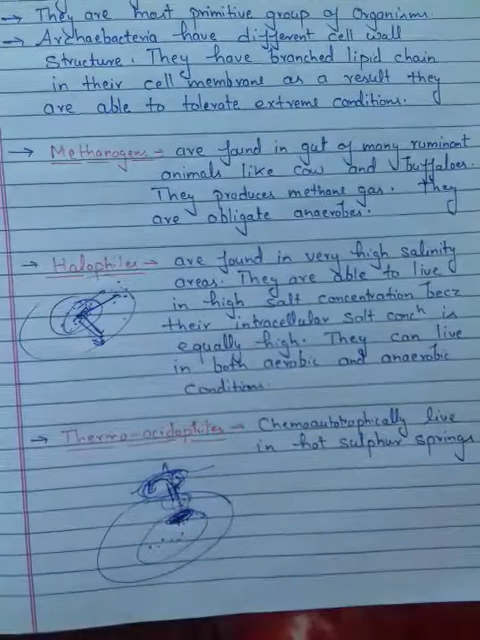 → They are most primitive group of Organisms.
→ Archaebacteria have different cell wall
structure. They have branched lipid chain
in their cell membrane as a result they
are able to tolerate extreme conditions.
→ Methanogens - are found in gut of many ruminant
animals like cow and buffaloes.
They produces methane gas. they
are obligate anaerobes.
→ Halophiles - are found in very high salinity
areas. They are able to live
in high salt concentration becz
their intracellular salt concn is
equally high. They can live
in both aerobic and anaerobic
conditions.
→ Thermo-acidophiles - Chemoautotrophically live
in hot sulphur springs